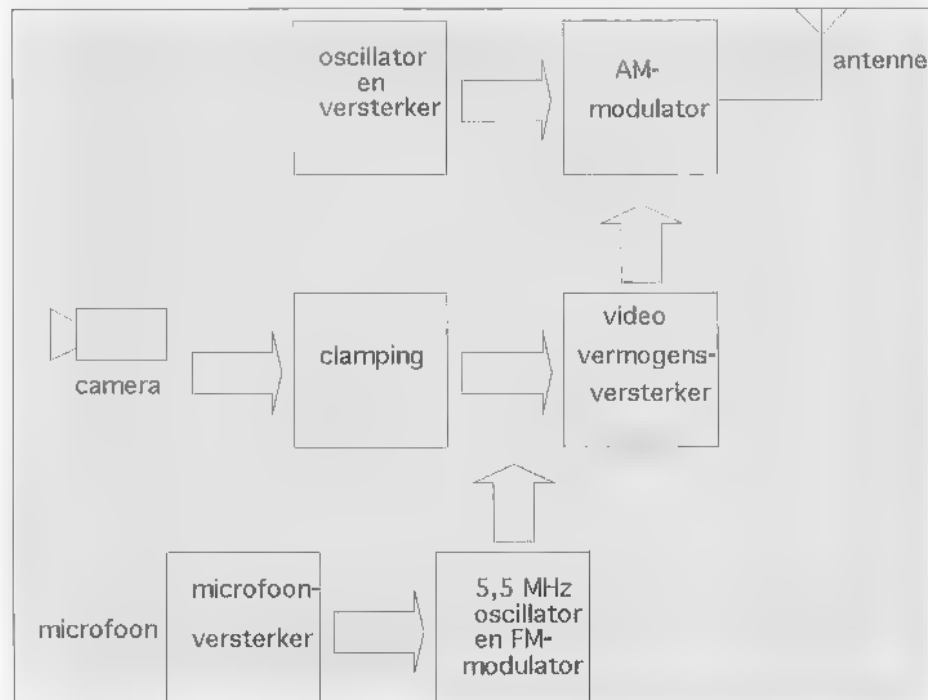 oscillator
en
versterker
AM-
modulator
antenne
camera
clamping
video
vermogens-
versterker
microfoon
microfoon-
versterker
5,5 MHz
oscillator
en FM-
modulator